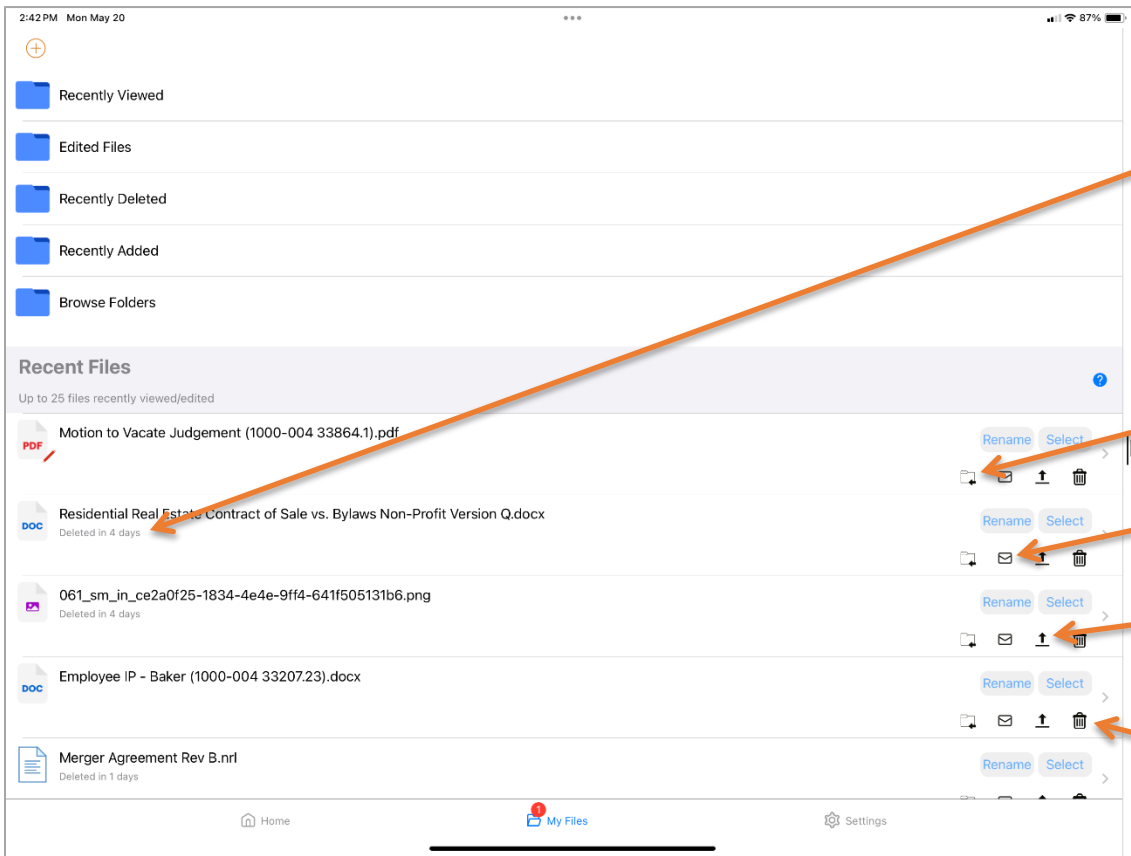 2:42 PM Mon May 20
87%
Recently Viewed
Edited Files
Recently Deleted
Recently Added
Browse Folders
Recent Files
?
Up to 25 files recently viewed/edited
PDF
Motion to Vacate Judgement (1000-004 33864.1).pdf
Rename Select
DOC
Residential Real Estate Contract of Sale vs. Bylaws Non-Profit Version Q.docx
Deleted in 4 days
Rename Select
061_sm_in_ce2a0f25-1834-4e4e-9ff4-641f505131b6.png
Deleted in 4 days
Rename Select
DOC
Employee IP - Baker (1000-004 33207.23).docx
Rename Select
Merger Agreement Rev B.nrl
Deleted in 1 days
Rename Select
Home
1
My Files
Settings